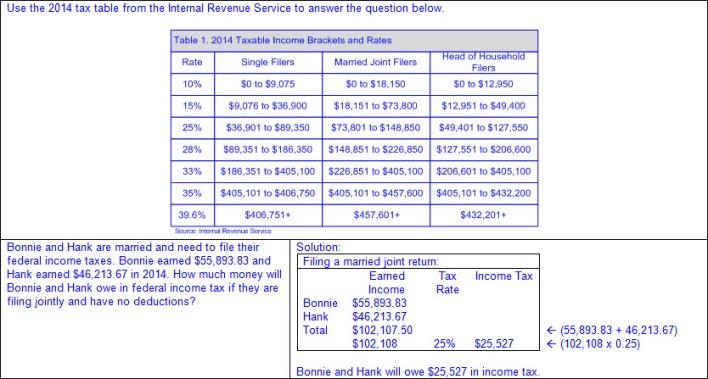 Use the 2014 tax table from the Internal Revenue Service to answer the question below.
Table 1. 2014 Taxable Income Brackets and Rates
Rate Single Filers Married Joint Filers Head of Household Filers
10% $0 to $9,075 $0 to $18,150 $0 to $12,950
15% $9,076 to $36,900 $18,151 to $73,800 $12,951 to $49,400
25% $36,901 to $89,350 $73,801 to $148,850 $49,401 to $127,550
28% $89,351 to $186,350 $148,851 to $226,850 $127,551 to $206,600
33% $186,351 to $405,100 $226,851 to $405,100 $206,601 to $405,100
35% $405,101 to $406,750 $405,101 to $457,600 $405,101 to $432,200
39.6% $406,751+ $457,601+ $432,201+
Source: Internal Revenue Service
Bonnie and Hank are married and need to file their
federal income taxes. Bonnie earned $55,893.83 and
Hank earned $46,213.67 in 2014. How much money will
Bonnie and Hank owe in federal income tax if they are
filing jointly and have no deductions?
Solution:
Filing a married joint return:
Earned Tax Income Tax
Income Rate
Bonnie $55,893.83
Hank $46,213.67
Total $102,107.50 ← (55,893.83 + 46,213.67)
$102,108 25% $25,527 ← (102,108 x 0.25)
Bonnie and Hank will owe $25,527 in income tax.